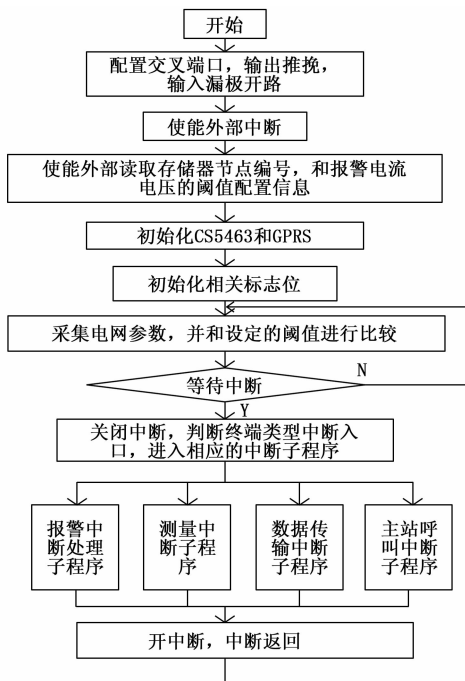 开始
配置交叉端口，输出推挽，
输入漏极开路
使能外部中断
使能外部读取存储器节点编号，和报警电流
电压的阈值配置信息
初始化CS5463和GPRS
初始化相关标志位
采集电网参数，并和设定的阈值进行比较
N
等待中断
Y
关闭中断，判断终端类型中断入
口，进入相应的中断子程序
报警中
断处理
子程序
测量中
断子程
序
数据传
输中断
子程序
主站呼
叫中断
子程序
开中断，中断返回